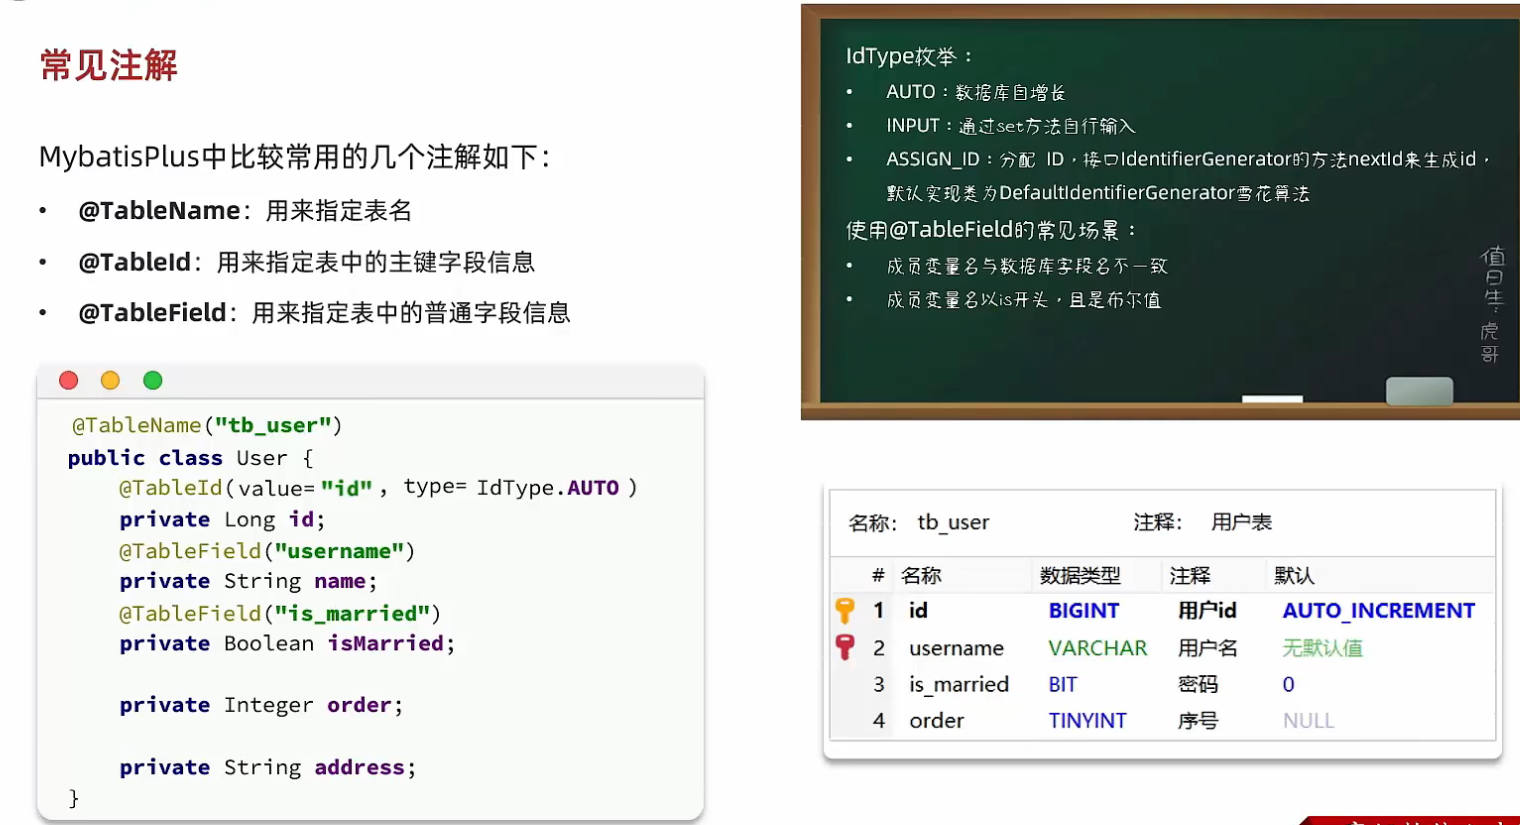 常见注解
MybatisPlus中比较常用的几个注解如下：
• @TableName：用来指定表名
• @TableId：用来指定表中的主键字段信息
• @TableField：用来指定表中的普通字段信息
@TableName("tb_user")
public class User {
@TableId(value="id", type=IdType.AUTO)
private Long id;
@TableField("username")
private String name;
@TableField("is_married")
private Boolean isMarried;
private Integer order;
private String address;
}
IdType枚举：
• AUTO：数据库自增长
• INPUT：通过set方法自行输入
• ASSIGN_ID：分配 ID，接口IdentifierGenerator的方法nextId来生成id，
默认实现类为DefaultIdentifierGenerator雪花算法
使用@TableField的常见场景：
• 成员变量名与数据库字段名不一致
• 成员变量名以is开头，且是布尔值
值日生：虎哥
名称： tb_user 注释： 用户表
# 名称 数据类型 注释 默认
1 id BIGINT 用户id AUTO_INCREMENT
2 username VARCHAR 用户名 无默认值
3 is_married BIT 密码 0
4 order TINYINT 序号 NULL